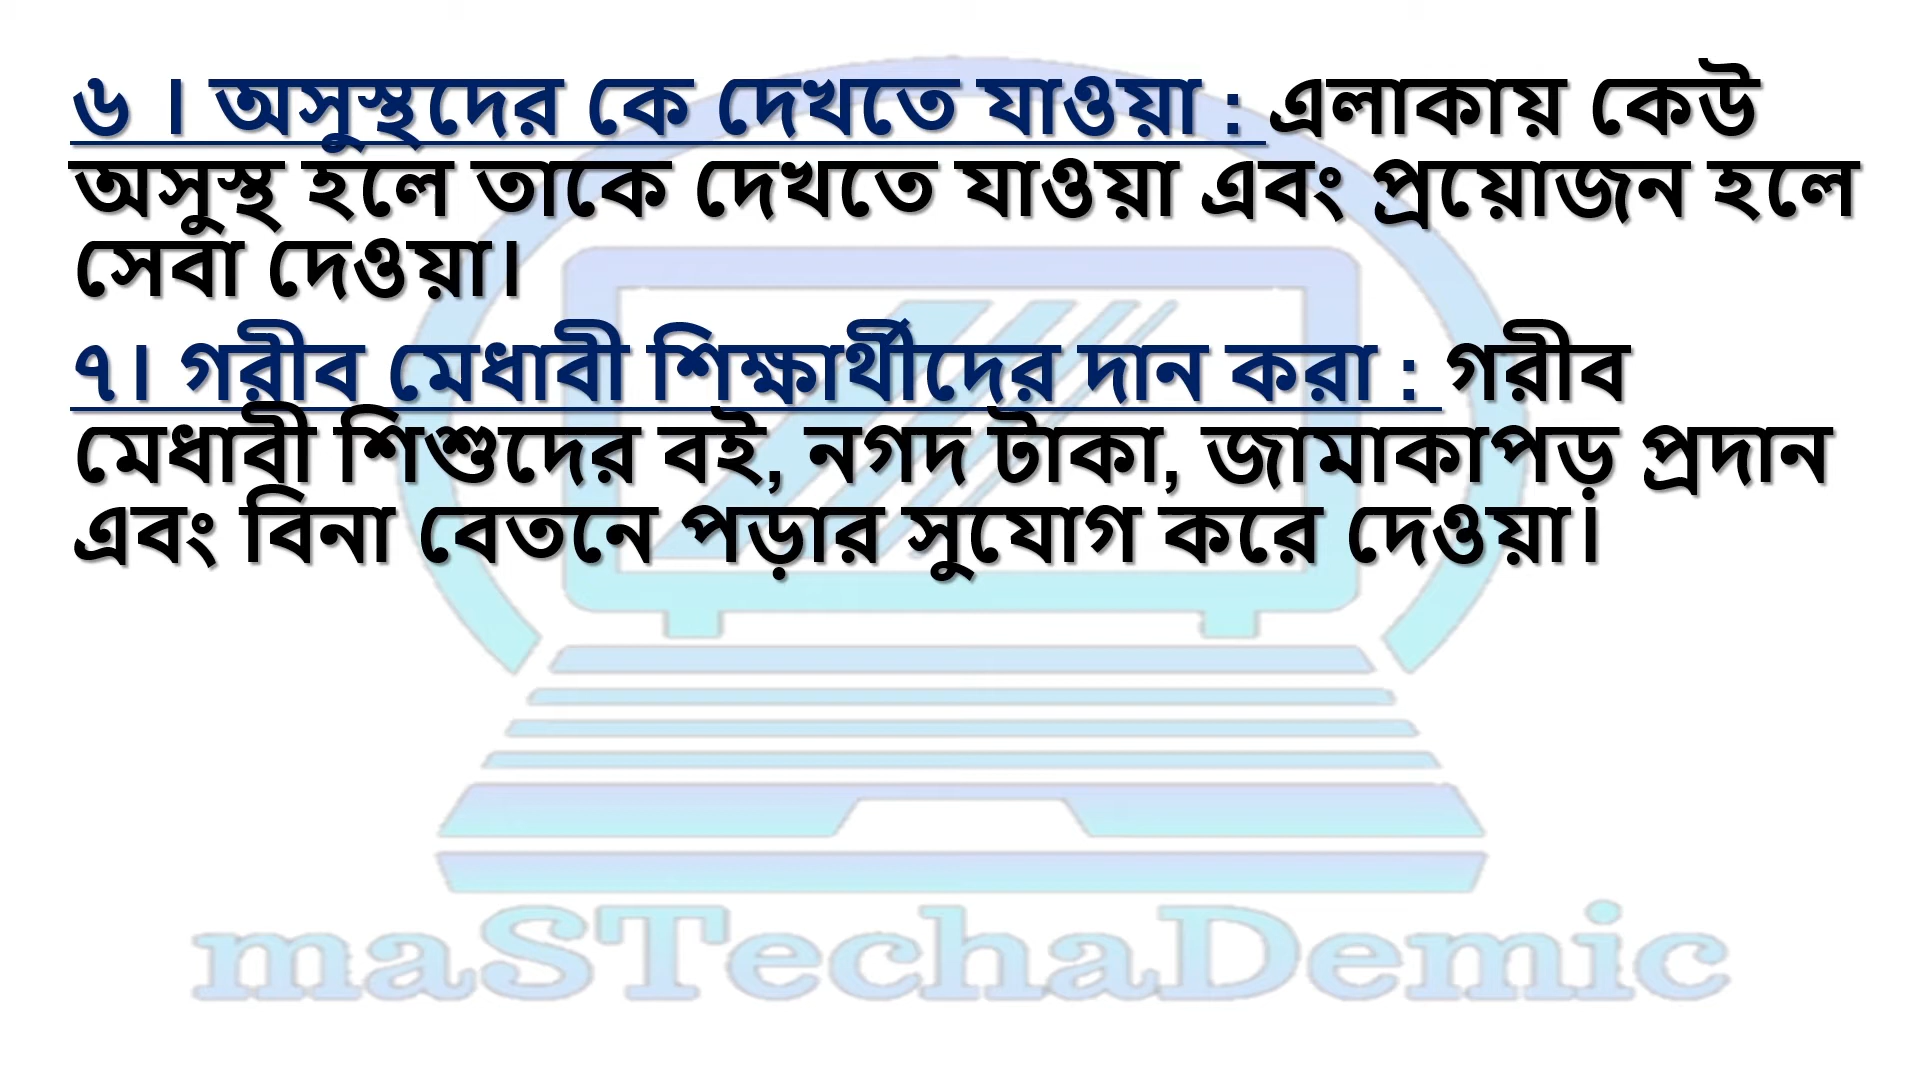 ৬ । অসুস্থদের কে দেখতে যাওয়া : এলাকায় কেউ
অসুস্থ হলে তাকে দেখতে যাওয়া এবং প্রয়োজন হলে
সেবা দেওয়া।
৭। গরীব মেধাবী শিক্ষার্থীদের দান করা : গরীব
মেধাবী শিশুদের বই, নগদ টাকা, জামাকাপড় প্রদান
এবং বিনা বেতনে পড়ার সুযোগ করে দেওয়া।
maSTechaDemic